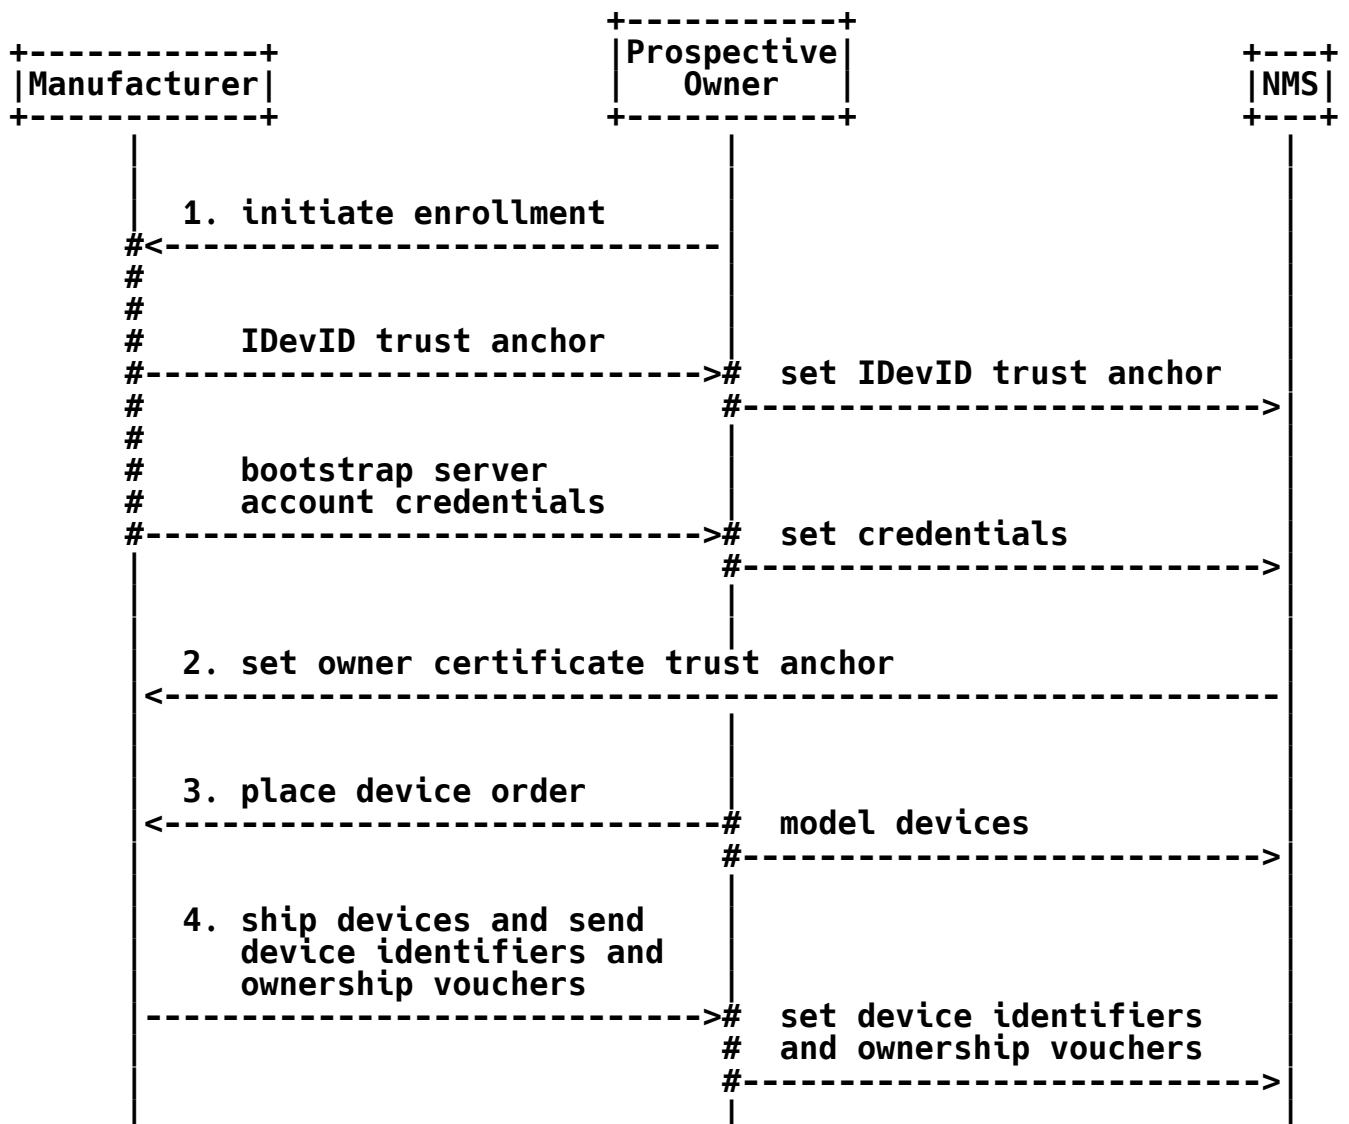 Manufacturer
Prospective
Owner
NMS
1. initiate enrollment
IDevID trust anchor
set IDevID trust anchor
bootstrap server
account credentials
set credentials
2. set owner certificate trust anchor
3. place device order
model devices
4. ship devices and send
device identifiers and
ownership vouchers
set device identifiers
and ownership vouchers